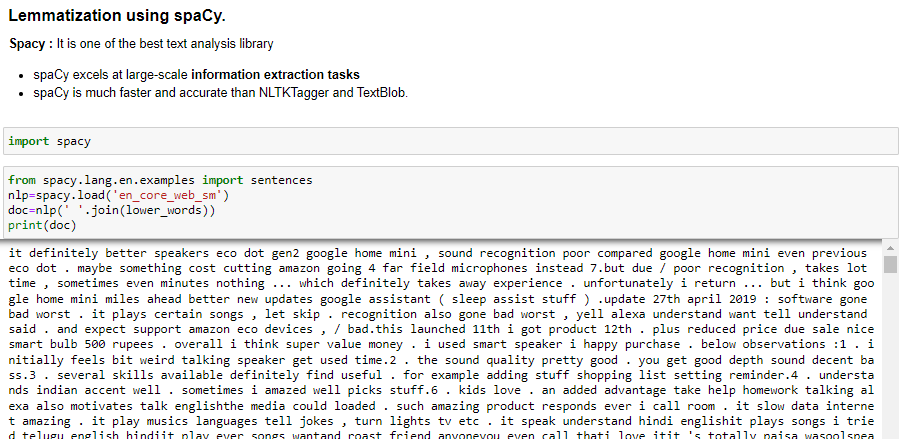 Lemmatization using spaCy.
Spacy : It is one of the best text analysis library
spaCy excels at large-scale information extraction tasks
spaCy is much faster and accurate than NLTKTagger and TextBlob.
import spacy
from spacy.lang.en.examples import sentences
nlp=spacy.load('en_core_web_sm')
doc=nlp(' '.join(lower_words))
print(doc)
it definitely better speakers eco dot gen2 google home mini , sound recognition poor compared google home mini even previous
eco dot . maybe something cost cutting amazon going 4 far field microphones instead 7.but due / poor recognition , takes lot
time , sometimes even minutes nothing ... which definitely takes away experience . unfortunately i return ... but i think goo
gle home mini miles ahead better new updates google assistant ( sleep assist stuff ) .update 27th april 2019 : software gone
bad worst . it plays certain songs , let skip . recognition also gone bad worst , yell alexa understand want tell understand
said . and expect support amazon eco devices , / bad.this launched 11th i got product 12th . plus reduced price due sale nice
smart bulb 500 rupees . overall i think super value money . i used smart speaker i happy purchase . below observations :1 . i
nitially feels bit weird talking speaker get used time.2 . the sound quality pretty good . you get good depth sound decent ba
ss.3 . several skills available definitely find useful . for example adding stuff shopping list setting reminder.4 . understa
nds indian accent well . sometimes i amazed well picks stuff.6 . kids love . an added advantage take help homework talking al
exa also motivates talk englishthe media could loaded . such amazing product responds ever i call room . it slow data interne
t amazing . it play musics languages tell jokes , turn lights tv etc . it speak understand hindi englishit plays songs i trie
d telugu english hindiit play ever songs wantand roast friend anyoneyou even call thati love itit 's totally paisa wasoolspea